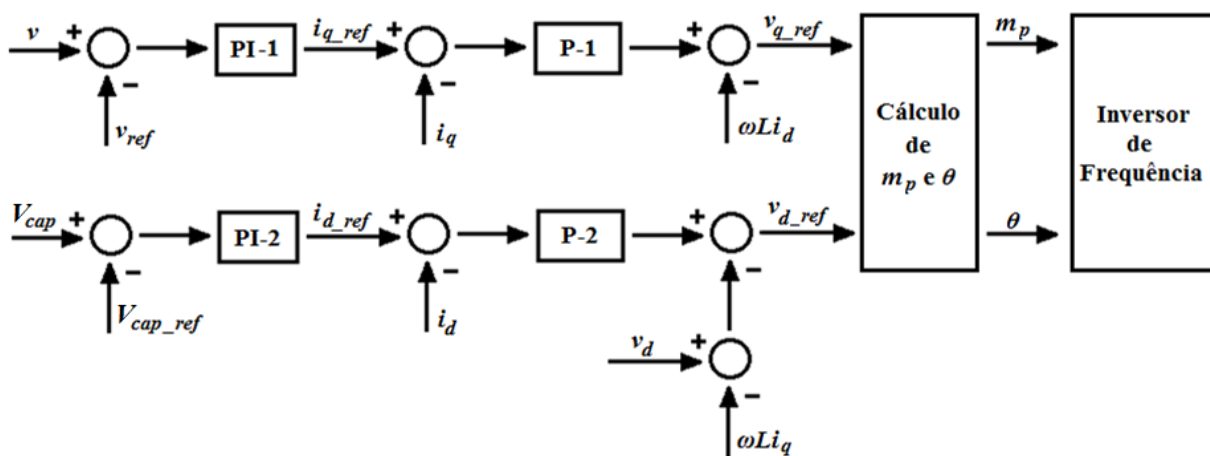 v + PI-1 i_q_ref + P-1 + v_q_ref m_p
− − −
v_ref i_q ωLi_d
Cálculo
de
m_p e θ
Inversor
de
Frequência
V_cap + PI-2 i_d_ref + P-2 + v_d_ref θ
− − −
V_cap_ref i_d
v_d +
−
ωLi_q